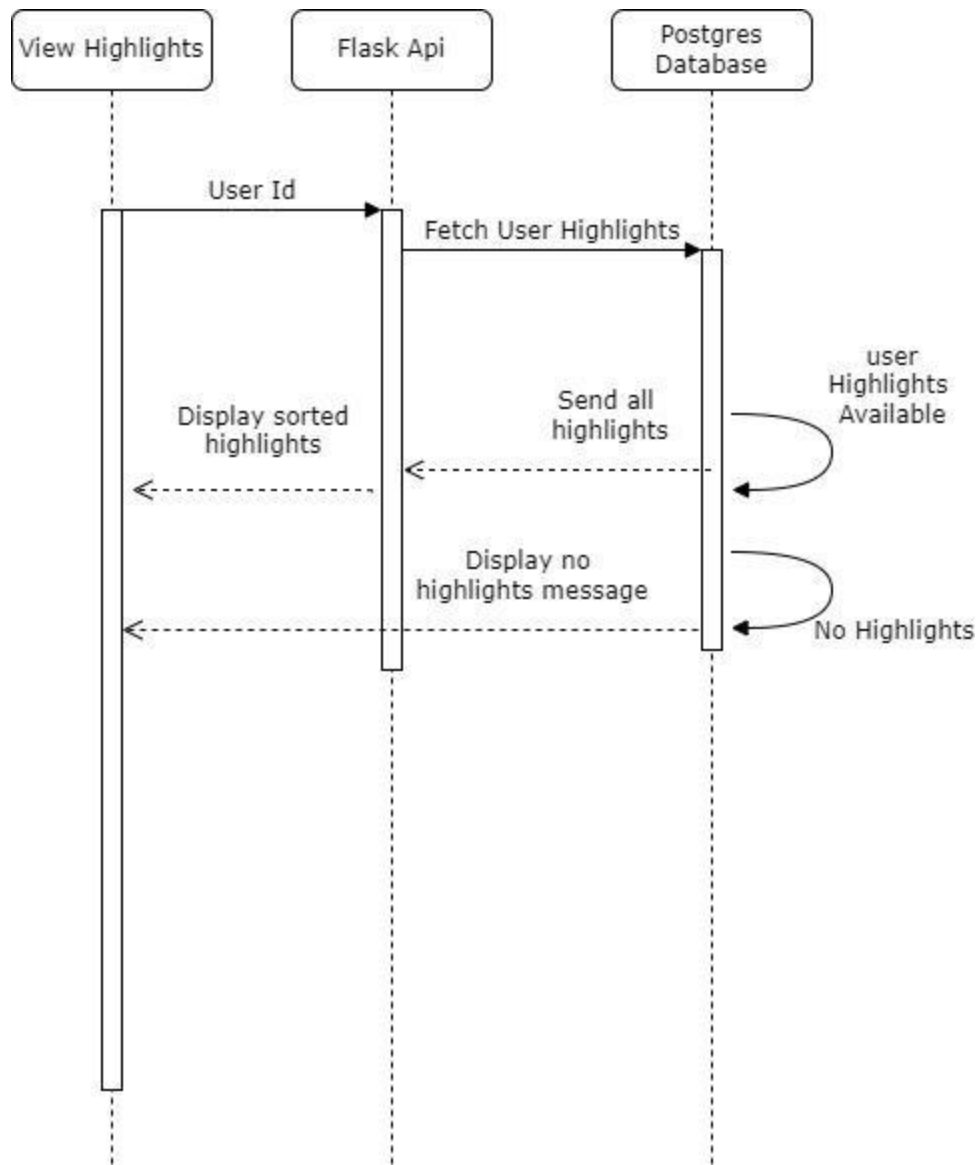 View Highlights
Flask Api
Postgres
Database
User Id
Fetch User Highlights
user
Highlights
Available
Send all
highlights
Display sorted
highlights
Display no
highlights message
No Highlights